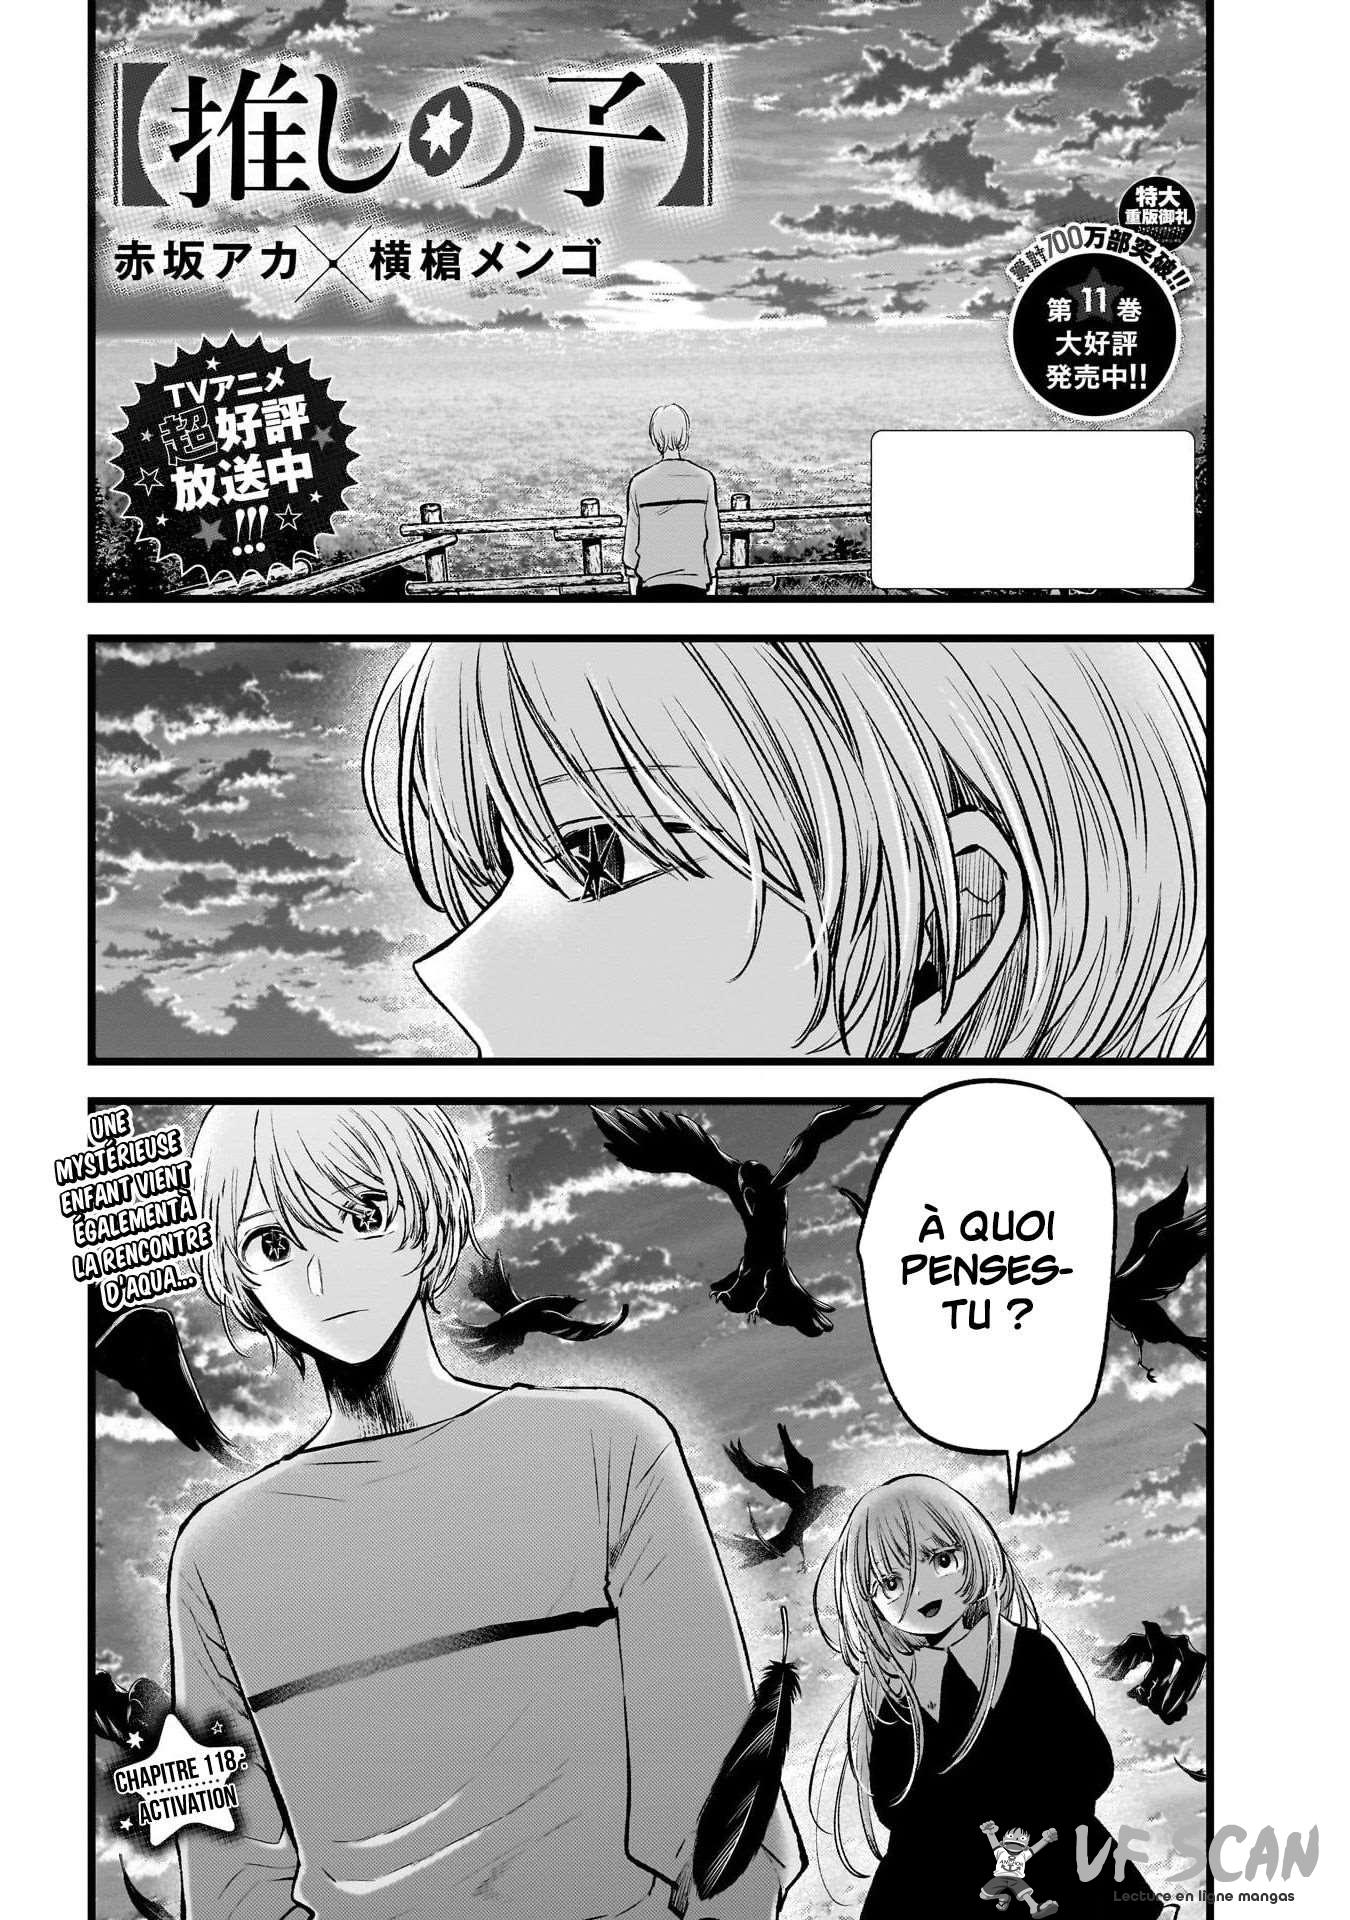 【推しの子】
赤坂アカ×横槍メンゴ
特大
重版御礼
累計700万部突破!!
第11巻
大好評
発売中!!
TVアニメ
超好評
放送中
!!!
UNE
MYSTÉRIEUSE
ENFANT VIENT
ÉGALEMENTÀ
LA RENCONTRE
D'AQUA...
À QUOI
PENSES-
TU ?
CHAPITRE 118 :
ACTIVATION
VF SCAN
Lecture en ligne mangas